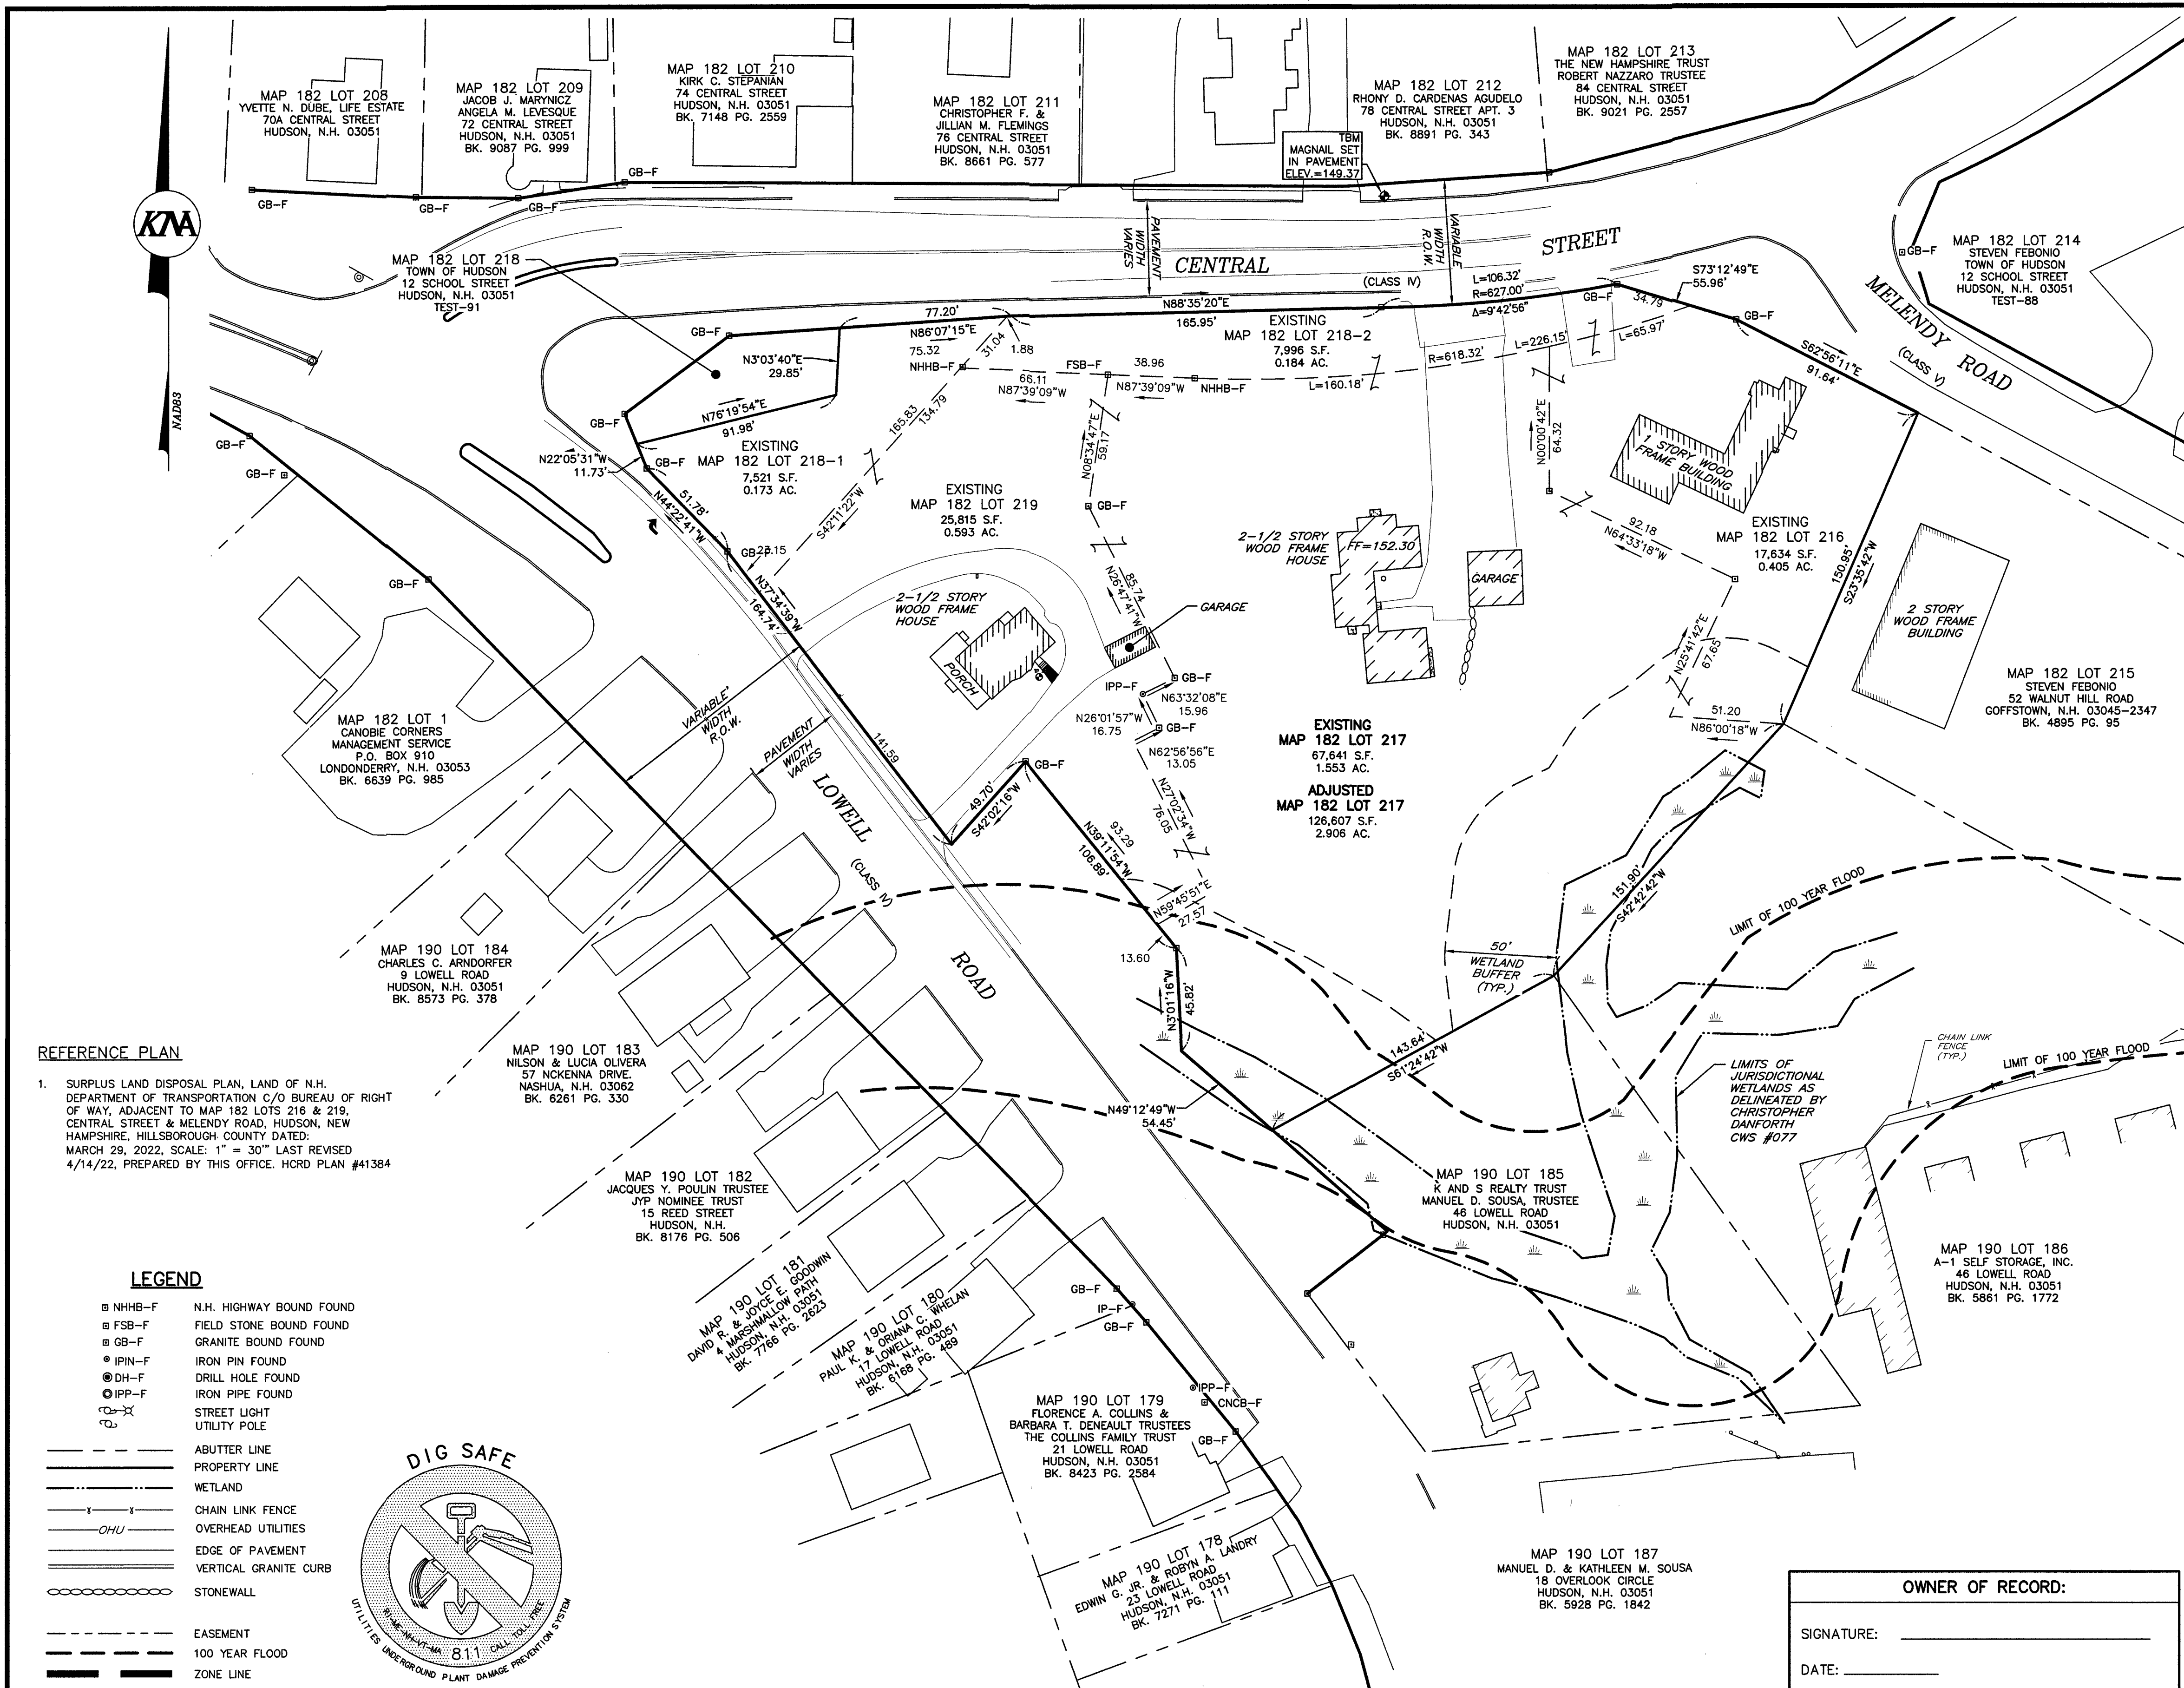 MAP 182 LOT 208
YVETTE N. DUBE, LIFE ESTATE
70A CENTRAL STREET
HUDSON, N.H. 03051
MAP 182 LOT 209
JACOB J. MARYNICZ
ANGELA M. LEVESQUE
72 CENTRAL STREET
HUDSON, N.H. 03051
BK. 9087 PG. 999
MAP 182 LOT 210
KIRK C. STEPANIAN
74 CENTRAL STREET
HUDSON, N.H. 03051
BK. 7148 PG. 2559
MAP 182 LOT 211
CHRISTOPHER F. &
JILLIAN M. FLEMINGS
76 CENTRAL STREET
HUDSON, N.H. 03051
BK. 8661 PG. 577
MAP 182 LOT 212
RHONY D. CARDENAS AGUDELO
78 CENTRAL STREET APT. 3
HUDSON, N.H. 03051
BK. 8891 PG. 343
MAP 182 LOT 213
THE NEW HAMPSHIRE TRUST
ROBERT NAZZARO TRUSTEE
84 CENTRAL STREET
HUDSON, N.H. 03051
BK. 9021 PG. 2557
TBM
MAGNAIL SET
IN PAVEMENT
ELEV.=149.37
GB-F
GB-F
GB-F
GB-F
KNA
NAD83
MAP 182 LOT 218
TOWN OF HUDSON
12 SCHOOL STREET
HUDSON, N.H. 03051
TEST-91
PAVEMENT
WIDTH
VARIES
VARIABLE
WIDTH
R.O.W.
CENTRAL
STREET
(CLASS IV)
L=106.32'
R=627.00'
Δ=9°42'56"
GB-F
S73°12'49"E
55.96'
34.79
GB-F
GB-F
MAP 182 LOT 214
STEVEN FEBONIO
TOWN OF HUDSON
12 SCHOOL STREET
HUDSON, N.H. 03051
TEST-88
MELENDY ROAD
(CLASS V)
S62°56'11"E
91.64'
77.20'
N86°07'15"E
75.32
N88°35'20"E
165.95'
1.88
31.04
EXISTING
MAP 182 LOT 218-2
7,996 S.F.
0.184 AC.
L=226.15'
L=65.97'
R=618.32'
L=160.18'
GB-F
N3°03'40"E
29.85'
NHHB-F
FSB-F
38.96
66.11
N87°39'09"W
N87°39'09"W
NHHB-F
GB-F
N76°19'54"E
91.98'
N22°05'31"W
11.73'
GB-F
EXISTING
MAP 182 LOT 218-1
7,521 S.F.
0.173 AC.
165.83
134.79
S42°11'22"W
N08°34'47"E
59.17
N00°00'42"E
64.32
1 STORY WOOD
FRAME BUILDING
51.78'
N44°22'41"W
EXISTING
MAP 182 LOT 219
25,815 S.F.
0.593 AC.
GB-F
92.18
N64°33'18"W
EXISTING
MAP 182 LOT 216
17,634 S.F.
0.405 AC.
150.95'
S23°35'42"W
GB-F
GB-F
GB-F
GB-F
23.15
N37°34'39"W
164.74'
2-1/2 STORY
WOOD FRAME
HOUSE
PORCH
N26°47'41"W
85.74
GARAGE
2-1/2 STORY
WOOD FRAME
HOUSE
FF=152.30
GARAGE
2 STORY
WOOD FRAME
BUILDING
N25°41'42"E
67.65
51.20
N86°00'18"W
MAP 182 LOT 215
STEVEN FEBONIO
52 WALNUT HILL ROAD
GOFFSTOWN, N.H. 03045-2347
BK. 4895 PG. 95
IPP-F
GB-F
N63°32'08"E
15.96
N26°01'57"W
16.75
GB-F
N62°56'56"E
13.05
EXISTING
MAP 182 LOT 217
67,641 S.F.
1.553 AC.
ADJUSTED
MAP 182 LOT 217
126,607 S.F.
2.906 AC.
MAP 182 LOT 1
CANOBIE CORNERS
MANAGEMENT SERVICE
P.O. BOX 910
LONDONDERRY, N.H. 03053
BK. 6639 PG. 985
VARIABLE'
WIDTH
R.O.W.
PAVEMENT
WIDTH
VARIES
141.59
LOWELL
(CLASS IV)
ROAD
49.70'
S42°02'16"W
GB-F
93.29
N39°11'54"W
106.89'
N27°02'34"W
76.05
N59°45'51"E
27.57
13.60
N3°01'16"W
45.82'
50'
WETLAND
BUFFER
(TYP.)
151.90'
S42°42'42"W
LIMIT OF 100 YEAR FLOOD
143.64'
S61°24'42"W
N49°12'49"W
54.45'
CHAIN LINK
FENCE
(TYP.)
LIMIT OF 100 YEAR FLOOD
LIMITS OF
JURISDICTIONAL
WETLANDS AS
DELINEATED BY
CHRISTOPHER
DANFORTH
CWS #077
MAP 190 LOT 184
CHARLES C. ARNDORFER
9 LOWELL ROAD
HUDSON, N.H. 03051
BK. 8573 PG. 378
MAP 190 LOT 183
NILSON & LUCIA OLIVERA
57 NCKENNA DRIVE.
NASHUA, N.H. 03062
BK. 6261 PG. 330
REFERENCE PLAN
1. SURPLUS LAND DISPOSAL PLAN, LAND OF N.H.
DEPARTMENT OF TRANSPORTATION C/O BUREAU OF RIGHT
OF WAY, ADJACENT TO MAP 182 LOTS 216 & 219,
CENTRAL STREET & MELENDY ROAD, HUDSON, NEW
HAMPSHIRE, HILLSBOROUGH COUNTY DATED:
MARCH 29, 2022, SCALE: 1" = 30'" LAST REVISED
4/14/22, PREPARED BY THIS OFFICE. HCRD PLAN #41384
MAP 190 LOT 182
JACQUES Y. POULIN TRUSTEE
JYP NOMINEE TRUST
15 REED STREET
HUDSON, N.H.
BK. 8176 PG. 506
MAP 190 LOT 185
K AND S REALTY TRUST
MANUEL D. SOUSA, TRUSTEE
46 LOWELL ROAD
HUDSON, N.H. 03051
MAP 190 LOT 186
A-1 SELF STORAGE, INC.
46 LOWELL ROAD
HUDSON, N.H. 03051
BK. 5861 PG. 1772
MAP 190 LOT 181
DAVID R. & JOYCE E. GOODWIN
4 MARSHMALLOW PATH
HUDSON, N.H. 03051
BK. 7766 PG. 2623
MAP 190 LOT 180
PAUL K. & ORIANA C. WHELAN
17 LOWELL ROAD
HUDSON, N.H. 03051
BK. 6168 PG. 489
GB-F
IP-F
GB-F
IPP-F
CNCB-F
GB-F
MAP 190 LOT 179
FLORENCE A. COLLINS &
BARBARA T. DENEAULT TRUSTEES
THE COLLINS FAMILY TRUST
21 LOWELL ROAD
HUDSON, N.H. 03051
BK. 8423 PG. 2584
MAP 190 LOT 178
EDWIN G. JR. & ROBYN A. LANDRY
23 LOWELL ROAD
HUDSON, N.H. 03051
BK. 7271 PG. 111
MAP 190 LOT 187
MANUEL D. & KATHLEEN M. SOUSA
18 OVERLOOK CIRCLE
HUDSON, N.H. 03051
BK. 5928 PG. 1842
LEGEND
NHHB-F N.H. HIGHWAY BOUND FOUND
FSB-F FIELD STONE BOUND FOUND
GB-F GRANITE BOUND FOUND
IPIN-F IRON PIN FOUND
DH-F DRILL HOLE FOUND
IPP-F IRON PIPE FOUND
STREET LIGHT
UTILITY POLE
ABUTTER LINE
PROPERTY LINE
WETLAND
CHAIN LINK FENCE
OHU OVERHEAD UTILITIES
EDGE OF PAVEMENT
VERTICAL GRANITE CURB
STONEWALL
EASEMENT
100 YEAR FLOOD
ZONE LINE
DIG SAFE
RI-ME-NH-VT-MA 811 CALL TOLL FREE
UTILITIES UNDERGROUND PLANT DAMAGE PREVENTION SYSTEM
OWNER OF RECORD:
SIGNATURE:
DATE: